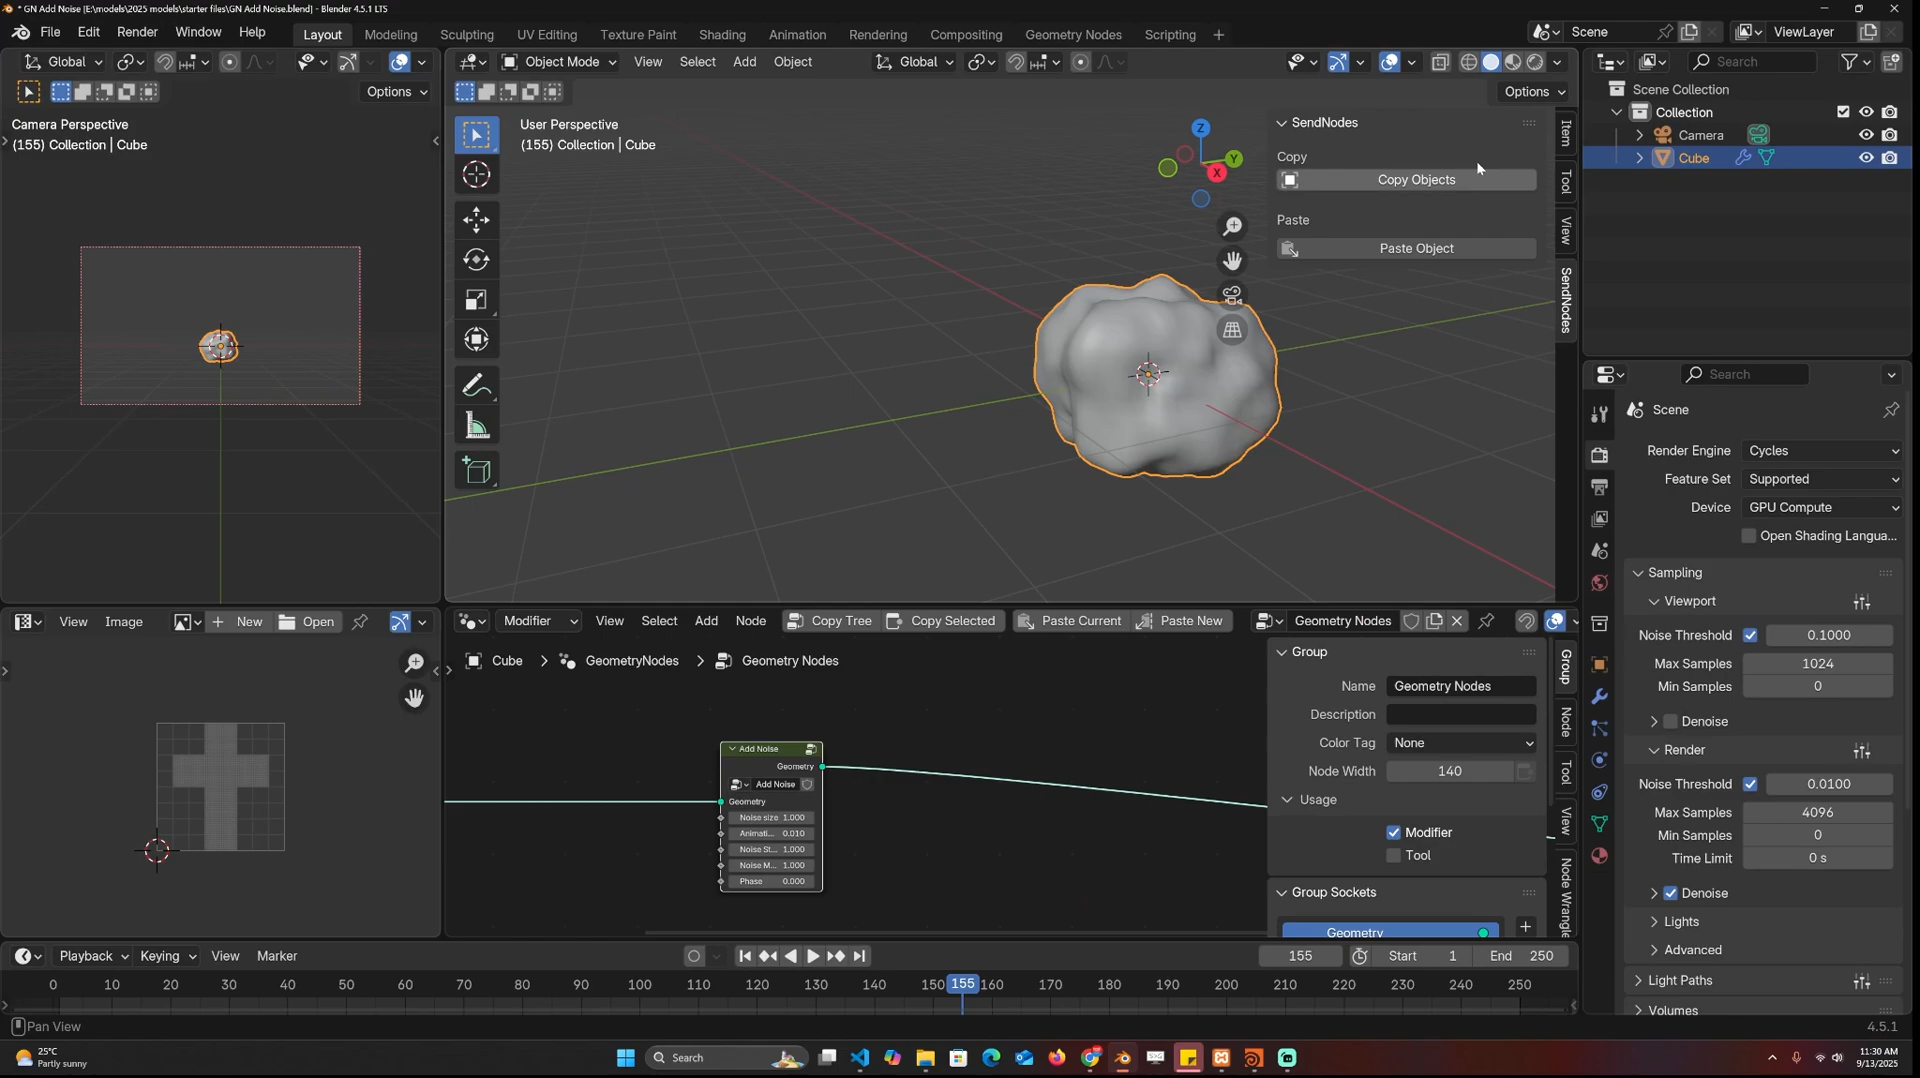 * GN Add Noise [E:\models\2025 models\starter files\GN Add Noise.blend] - Blender 4.5.1 LTS
File Edit Render Window Help
Layout Modeling Sculpting UV Editing Texture Paint Shading Animation Rendering Compositing Geometry Nodes Scripting
Scene
ViewLayer
Global
Options
Camera Perspective
(155) Collection | Cube
Object Mode View Select Add Object
Global
Options
User Perspective
(155) Collection | Cube
Z
Y
X
SendNodes
Copy
Copy Objects
Paste
Paste Object
Item
Tool
View
SendNodes
Search
Scene Collection
Collection
Camera
Cube
Search
Scene
Render Engine Cycles
Feature Set Supported
Device GPU Compute
Open Shading Langua...
Sampling
Viewport
Noise Threshold 0.1000
Max Samples 1024
Min Samples 0
Denoise
Render
Noise Threshold 0.0100
Max Samples 4096
Min Samples 0
Time Limit 0 s
Denoise
Lights
Advanced
Light Paths
Volumes
View Image New Open
Modifier View Select Add Node Copy Tree Copy Selected Paste Current Paste New Geometry Nodes
Cube GeometryNodes Geometry Nodes
Add Noise
Geometry
Add Noise
Geometry
Noise size 1.000
Animati... 0.010
Noise St... 1.000
Noise M... 1.000
Phase 0.000
Group
Name Geometry Nodes
Description
Color Tag None
Node Width 140
Usage
Modifier
Tool
Group Sockets
Geometry
Group
Node
Tool
View
Node Wrangle
Playback Keying View Marker
155 Start 1 End 250
0 10 20 30 40 50 60 70 80 90 100 110 120 130 140 150 155 160 170 180 190 200 210 220 230 240 250
Pan View
4.5.1
25°C
Partly sunny
Search
11:30 AM
9/13/2025